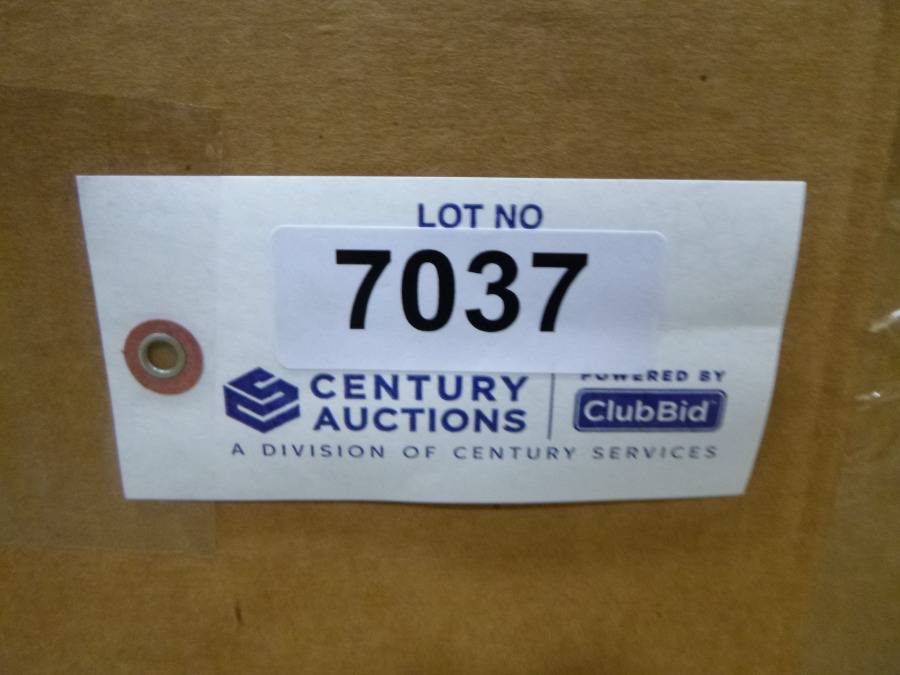 LOT NO
7037
CENTURY
AUCTIONS
POWERED BY
ClubBid
A DIVISION OF CENTURY SERVICES